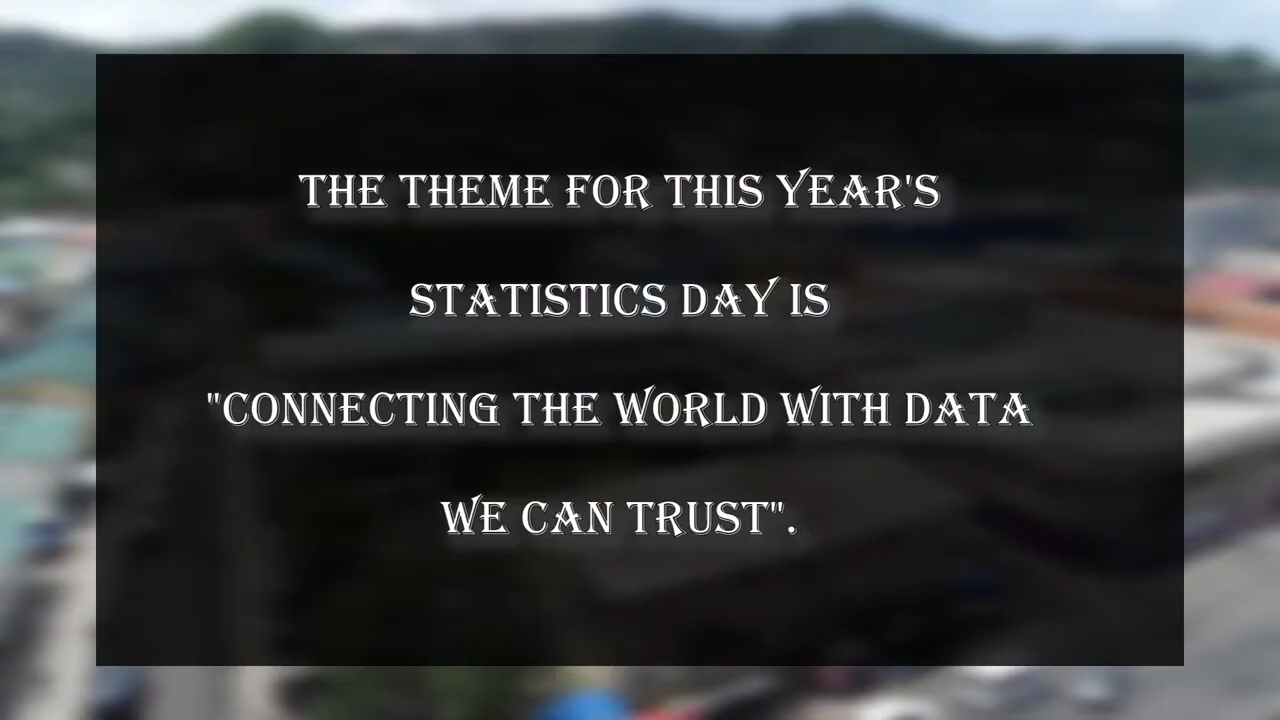 THE THEME FOR THIS YEAR'S
STATISTICS DAY IS
"CONNECTING THE WORLD WITH DATA
WE CAN TRUST".